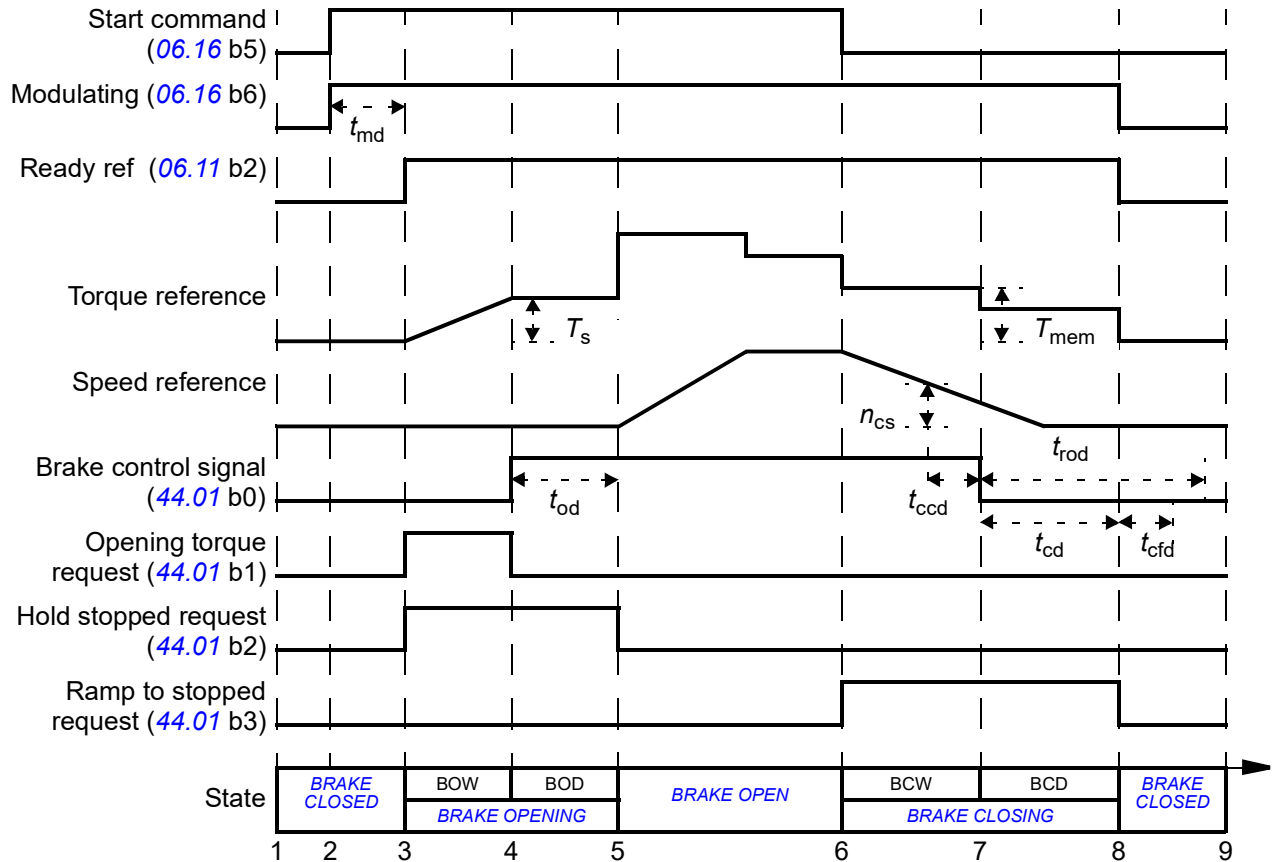 Start command
(06.16 b5)
Modulating (06.16 b6)
tmd
Ready ref (06.11 b2)
Torque reference
Ts
Tmem
Speed reference
ncs
trod
Brake control signal
(44.01 b0)
tod
tccd
tcd
tcfd
Opening torque
request (44.01 b1)
Hold stopped request
(44.01 b2)
Ramp to stopped
request (44.01 b3)
State
BRAKE
CLOSED
BOW
BOD
BRAKE OPENING
BRAKE OPEN
BCW
BCD
BRAKE CLOSING
BRAKE
CLOSED
1 2 3 4 5 6 7 8 9